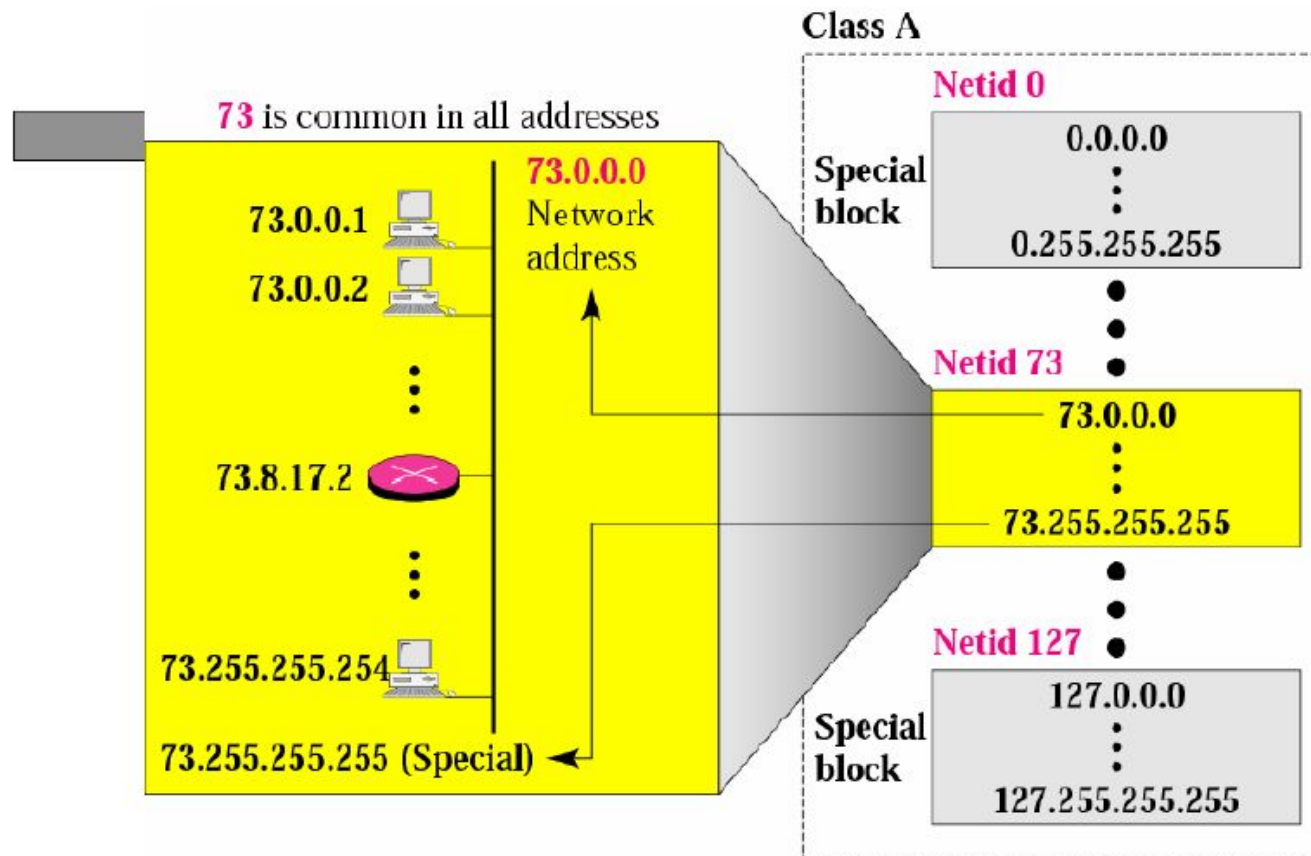 Class A
73 is common in all addresses
73.0.0.0
Network
address
73.0.0.1
73.0.0.2
73.8.17.2
73.255.255.254
73.255.255.255 (Special)
Netid 0
Special
block
0.0.0.0
0.255.255.255
Netid 73
73.0.0.0
73.255.255.255
Netid 127
Special
block
127.0.0.0
127.255.255.255